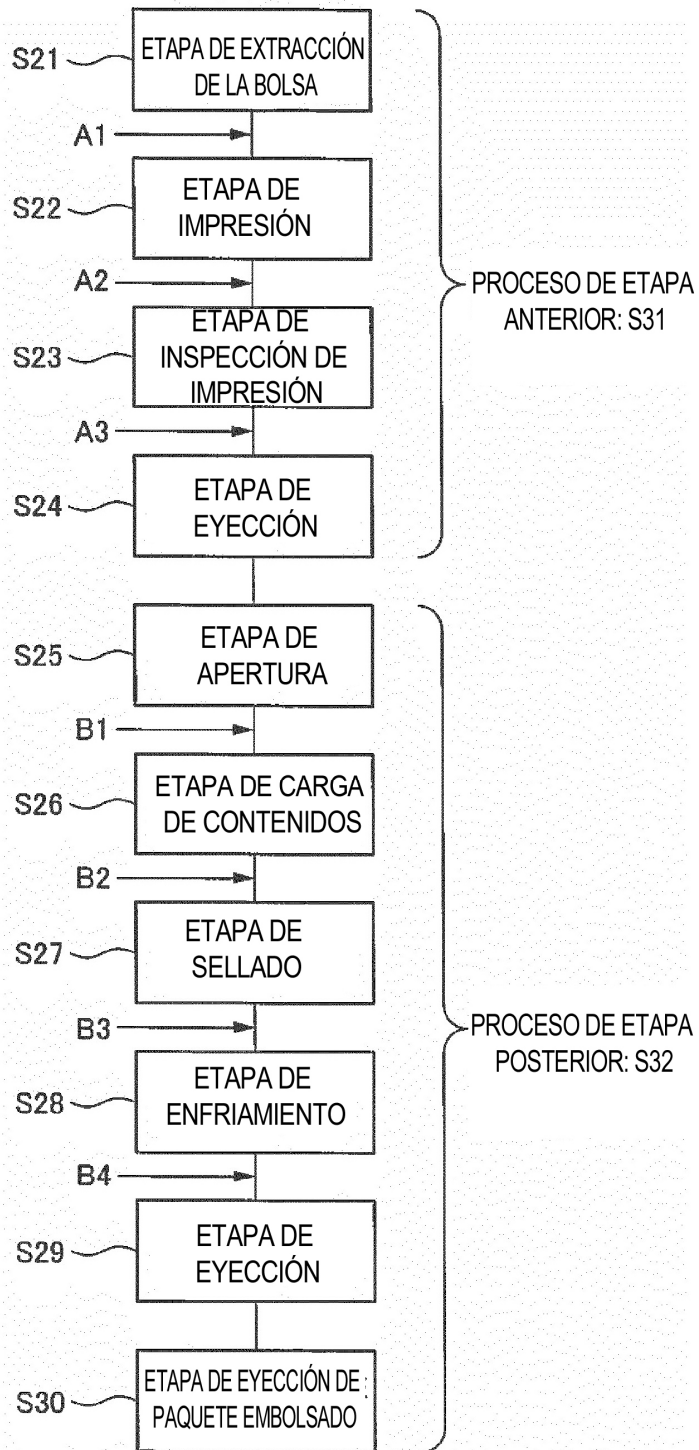 S21
ETAPA DE EXTRACCIÓN
DE LA BOLSA
A1
S22
ETAPA DE
IMPRESIÓN
A2
S23
ETAPA DE
INSPECCIÓN DE
IMPRESIÓN
A3
S24
ETAPA DE
EYECCIÓN
PROCESO DE ETAPA
ANTERIOR: S31
S25
ETAPA DE
APERTURA
B1
S26
ETAPA DE CARGA
DE CONTENIDOS
B2
S27
ETAPA DE
SELLADO
B3
S28
ETAPA DE
ENFRIAMIENTO
B4
S29
ETAPA DE
EYECCIÓN
S30
ETAPA DE EYECCIÓN DE
PAQUETE EMBOLSADO
PROCESO DE ETAPA
POSTERIOR: S32